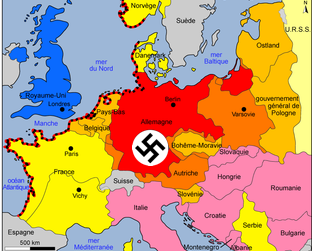 Norvège
N
Suède
U.R.S.S.
Danemark
mer
du Nord
mer
Baltique
Ostland
Royaume-Uni
Londres
Berlin
gouvernement
général de
Pologne
Pays-Bas
Varsovie
Manche
Allemagne
Belgique
Bohême-Moravie
Slovaquie
Paris
océan
Atlantique
France
Suisse
Autriche
Hongrie
Vichy
Slovénie
Roumanie
Italie
Croatie
Serbie
Espagne
mer
Méditerranée
Bulgarie
500 km
Montenegro
Albanie